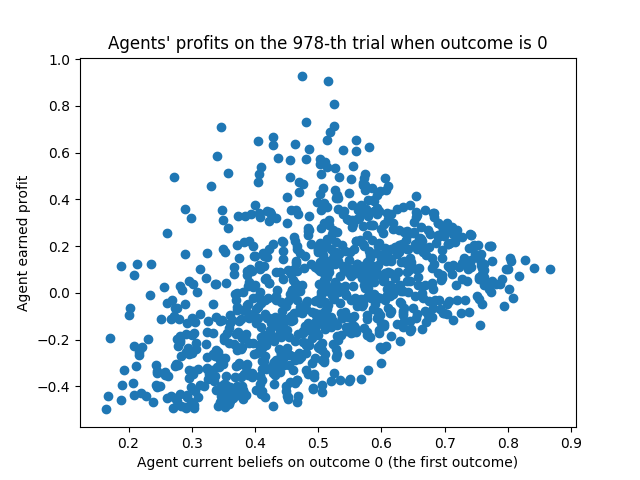 Agents' profits on the 978-th trial when outcome is 0
Agent earned profit
1.0
0.8
0.6
0.4
0.2
0.0
−0.2
−0.4
0.2 0.3 0.4 0.5 0.6 0.7 0.8 0.9
Agent current beliefs on outcome 0 (the first outcome)